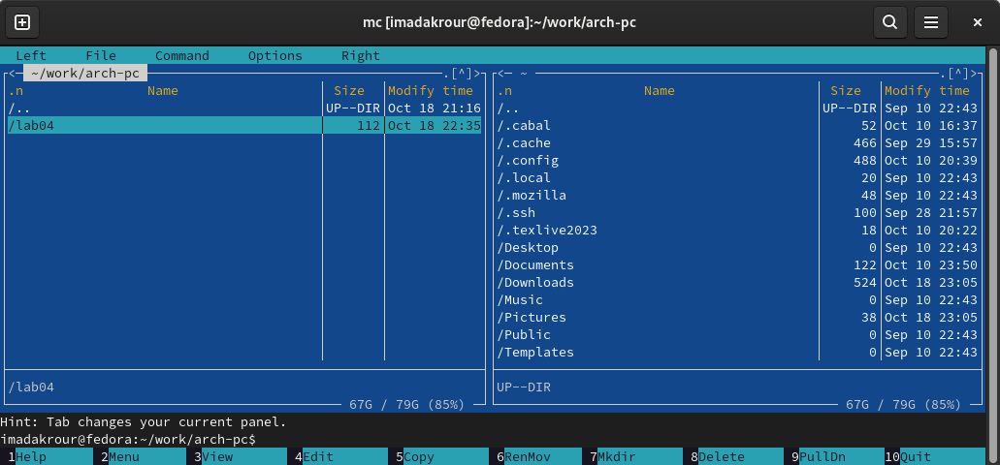 mc [imadakrour@fedora]:~/work/arch-pc
Left File Command Options Right
<- ~/work/arch-pc .[^]>
.n Name Size Modify time
/.. UP--DIR Oct 18 21:16
/lab04 112 Oct 18 22:35
/lab04
67G / 79G (85%)
<- ~ .[^]>
.n Name Size Modify time
/.. UP--DIR Sep 10 22:43
/.cabal 52 Oct 10 16:37
/.cache 466 Sep 29 15:57
/.config 488 Oct 10 20:39
/.local 20 Sep 10 22:43
/.mozilla 48 Sep 10 22:43
/.ssh 100 Sep 28 21:57
/.texlive2023 18 Oct 10 20:22
/Desktop 0 Sep 10 22:43
/Documents 122 Oct 10 23:50
/Downloads 524 Oct 18 23:05
/Music 0 Sep 10 22:43
/Pictures 38 Oct 18 23:05
/Public 0 Sep 10 22:43
/Templates 0 Sep 10 22:43
UP--DIR
67G / 79G (85%)
Hint: Tab changes your current panel.
imadakrour@fedora:~/work/arch-pc$
1Help 2Menu 3View 4Edit 5Copy 6RenMov 7Mkdir 8Delete 9PullDn 10Quit